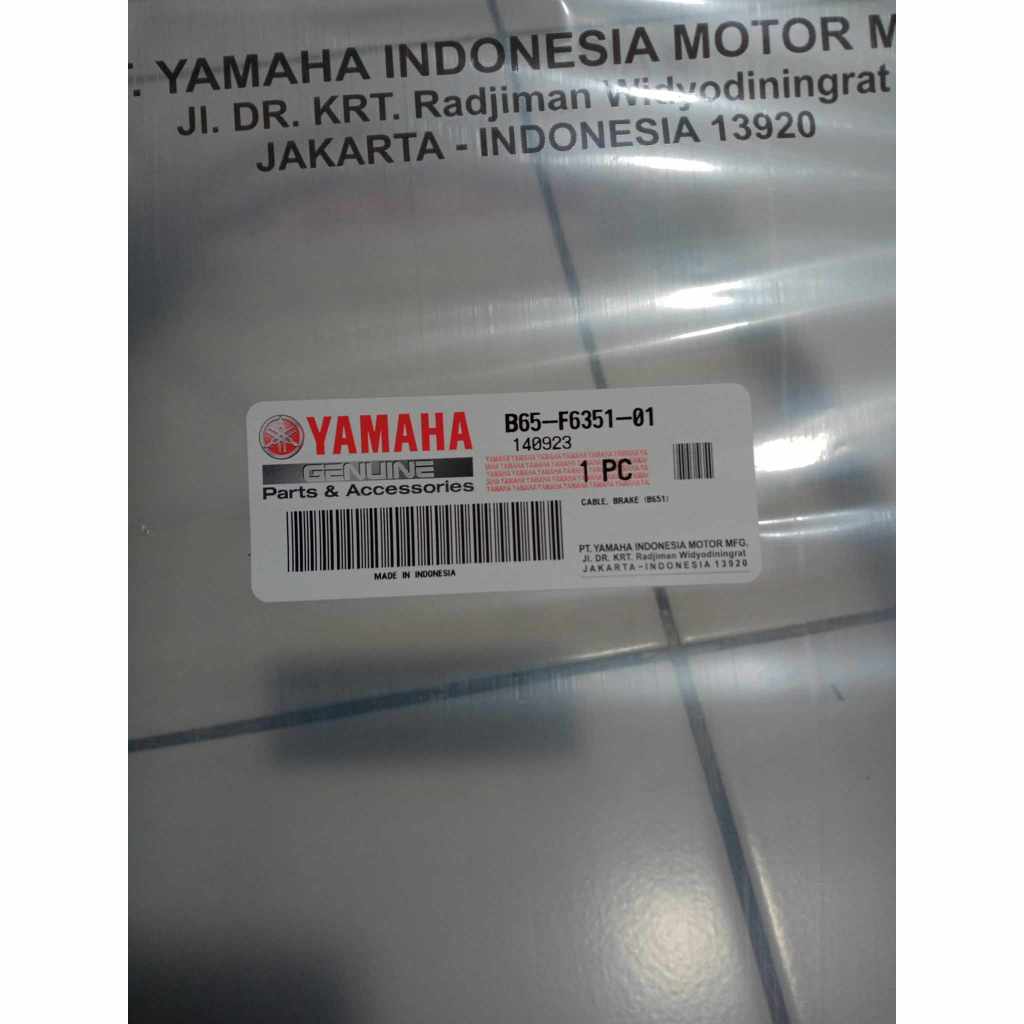 T. YAMAHA INDONESIA MOTOR M
Jl. DR. KRT. Radjiman Widyodiningrat
JAKARTA - INDONESIA 13920
YAMAHA
GENUINE
Parts & Accessories
B65-F6351-01
140923
1 PC
CABLE, BRAKE (B651)
MADE IN INDONESIA
PT. YAMAHA INDONESIA MOTOR MFG.
Jl. DR. KRT. Radjiman Widyodiningrat
JAKARTA-INDONESIA 13920